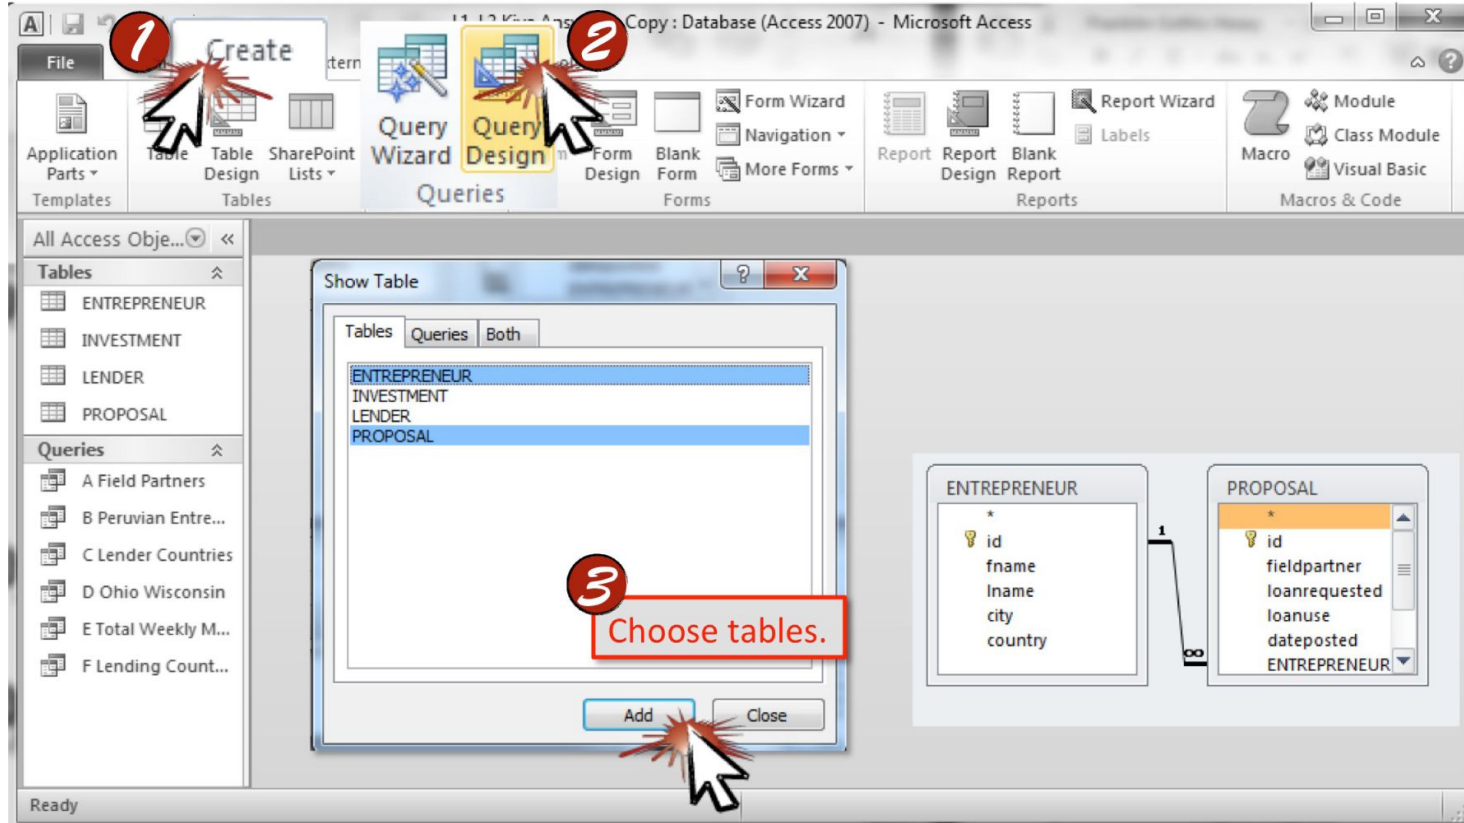 Copy : Database (Access 2007) - Microsoft Access
1
2
File
Create
extern
Application
Parts
Table
Table
Design
SharePoint
Lists
Query
Wizard
Query
Design
Form
Design
Blank
Form
Form Wizard
Navigation
More Forms
Report
Report
Design
Blank
Report
Report Wizard
Labels
Macro
Module
Class Module
Visual Basic
Templates
Tables
Queries
Forms
Reports
Macros & Code
All Access Obje...
Tables
ENTREPRENEUR
INVESTMENT
LENDER
PROPOSAL
Queries
A Field Partners
B Peruvian Entre...
C Lender Countries
D Ohio Wisconsin
E Total Weekly M...
F Lending Count...
Show Table
Tables Queries Both
ENTREPRENEUR
INVESTMENT
LENDER
PROPOSAL
3
Choose tables.
Add Close
ENTREPRENEUR
*
id
fname
lname
city
country
1
∞
PROPOSAL
*
id
fieldpartner
loanrequested
loanuse
dateposted
ENTREPRENEUR
Ready